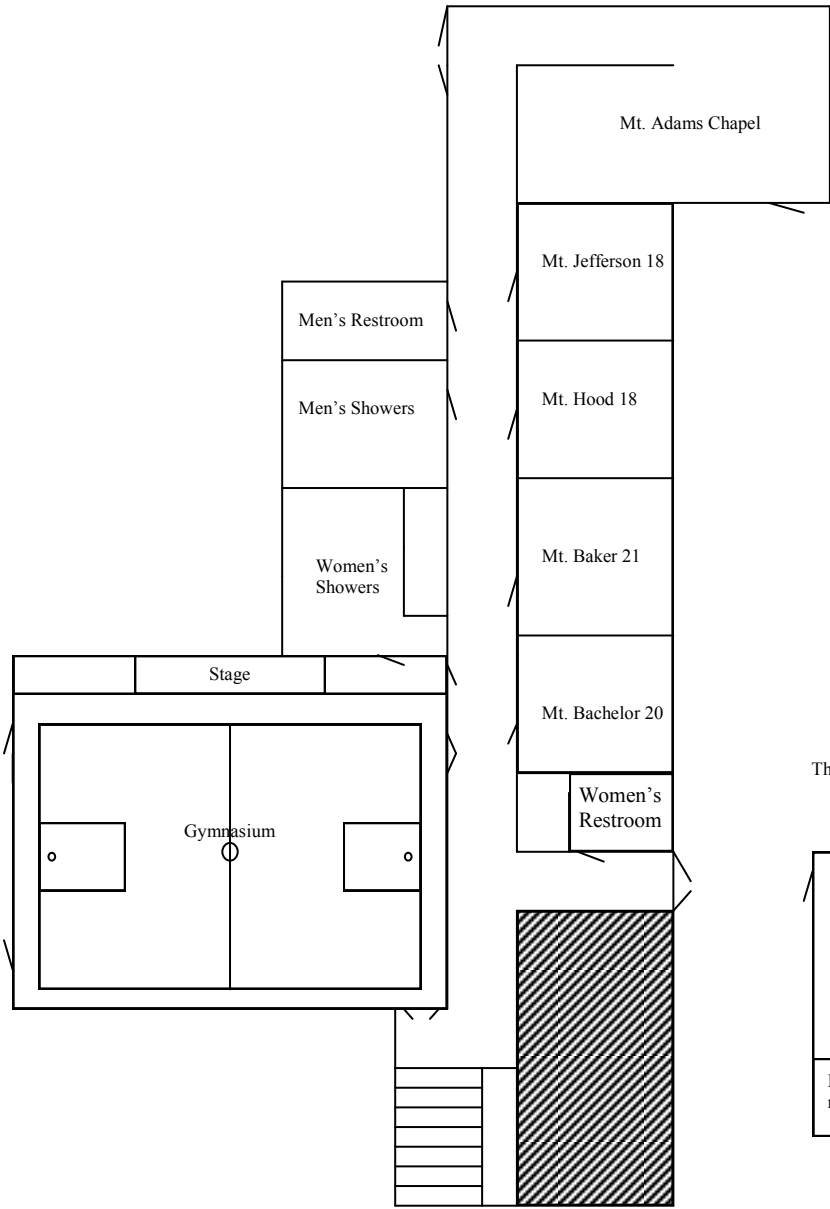 Mt. Adams Chapel
Mt. Jefferson 18
Men’s Restroom
Mt. Hood 18
Men’s Showers
Mt. Baker 21
Women’s
Showers
Stage
Mt. Bachelor 20
Women’s
Restroom
Gymnasium